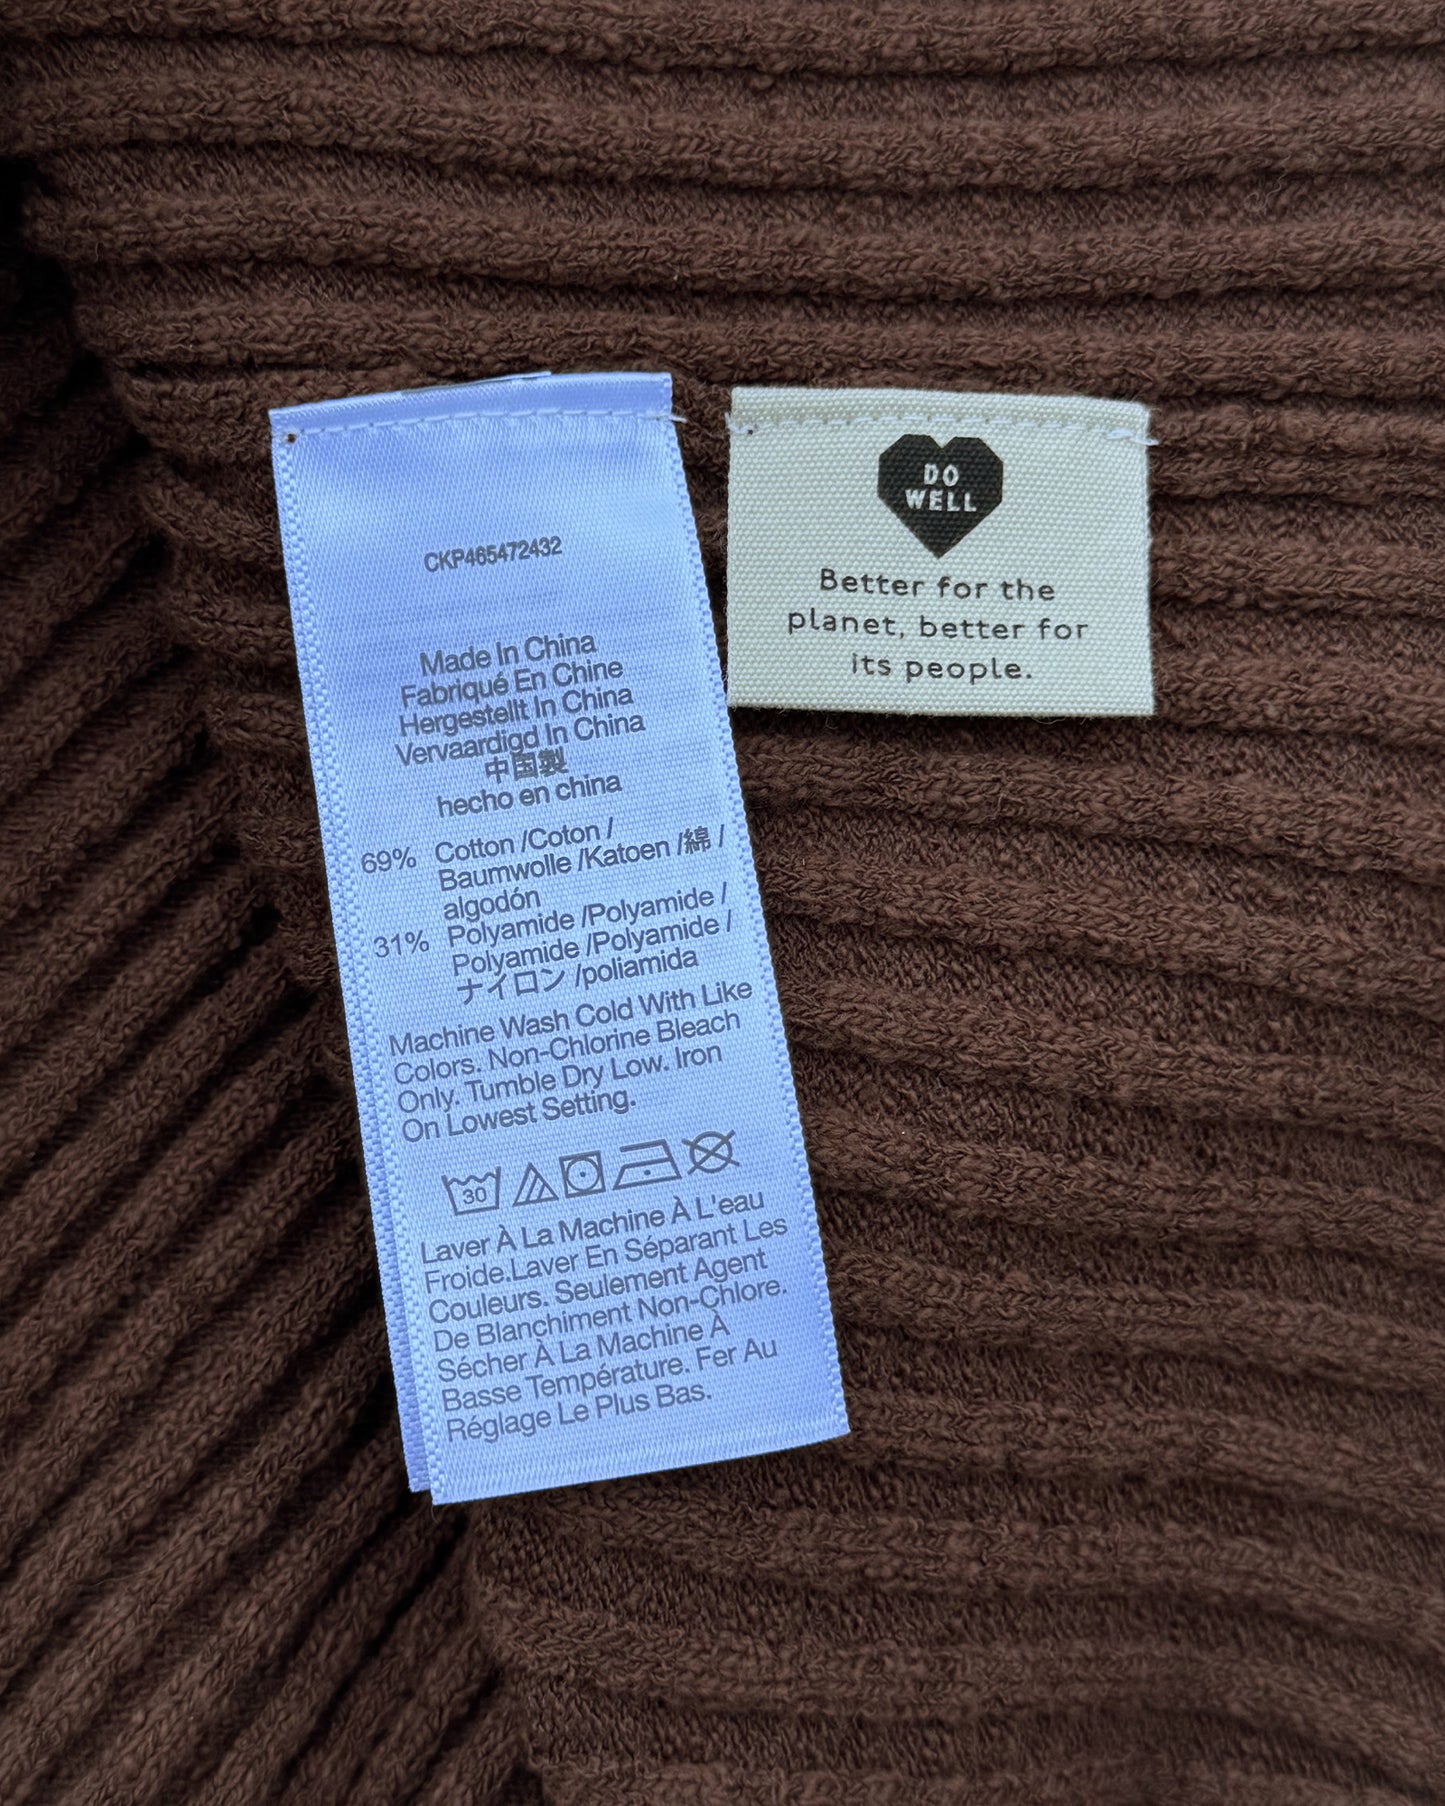 CKP465472432
Made In China
Fabriqué En Chine
Hergestellt In China
Vervaardigd In China
中国製
hecho en china
69% Cotton /Coton /
Baumwolle /Katoen /綿 /
algodón
31% Polyamide /Polyamide /
Polyamide /Polyamide /
ナイロン /poliamida
Machine Wash Cold With Like
Colors. Non-Chlorine Bleach
Only. Tumble Dry Low. Iron
On Lowest Setting.
30
Laver À La Machine À L'eau
Froide.Laver En Séparant Les
Couleurs. Seulement Agent
De Blanchiment Non-Chlore.
Sécher À La Machine À
Basse Température. Fer Au
Réglage Le Plus Bas.
DO
WELL
Better for the
planet, better for
its people.